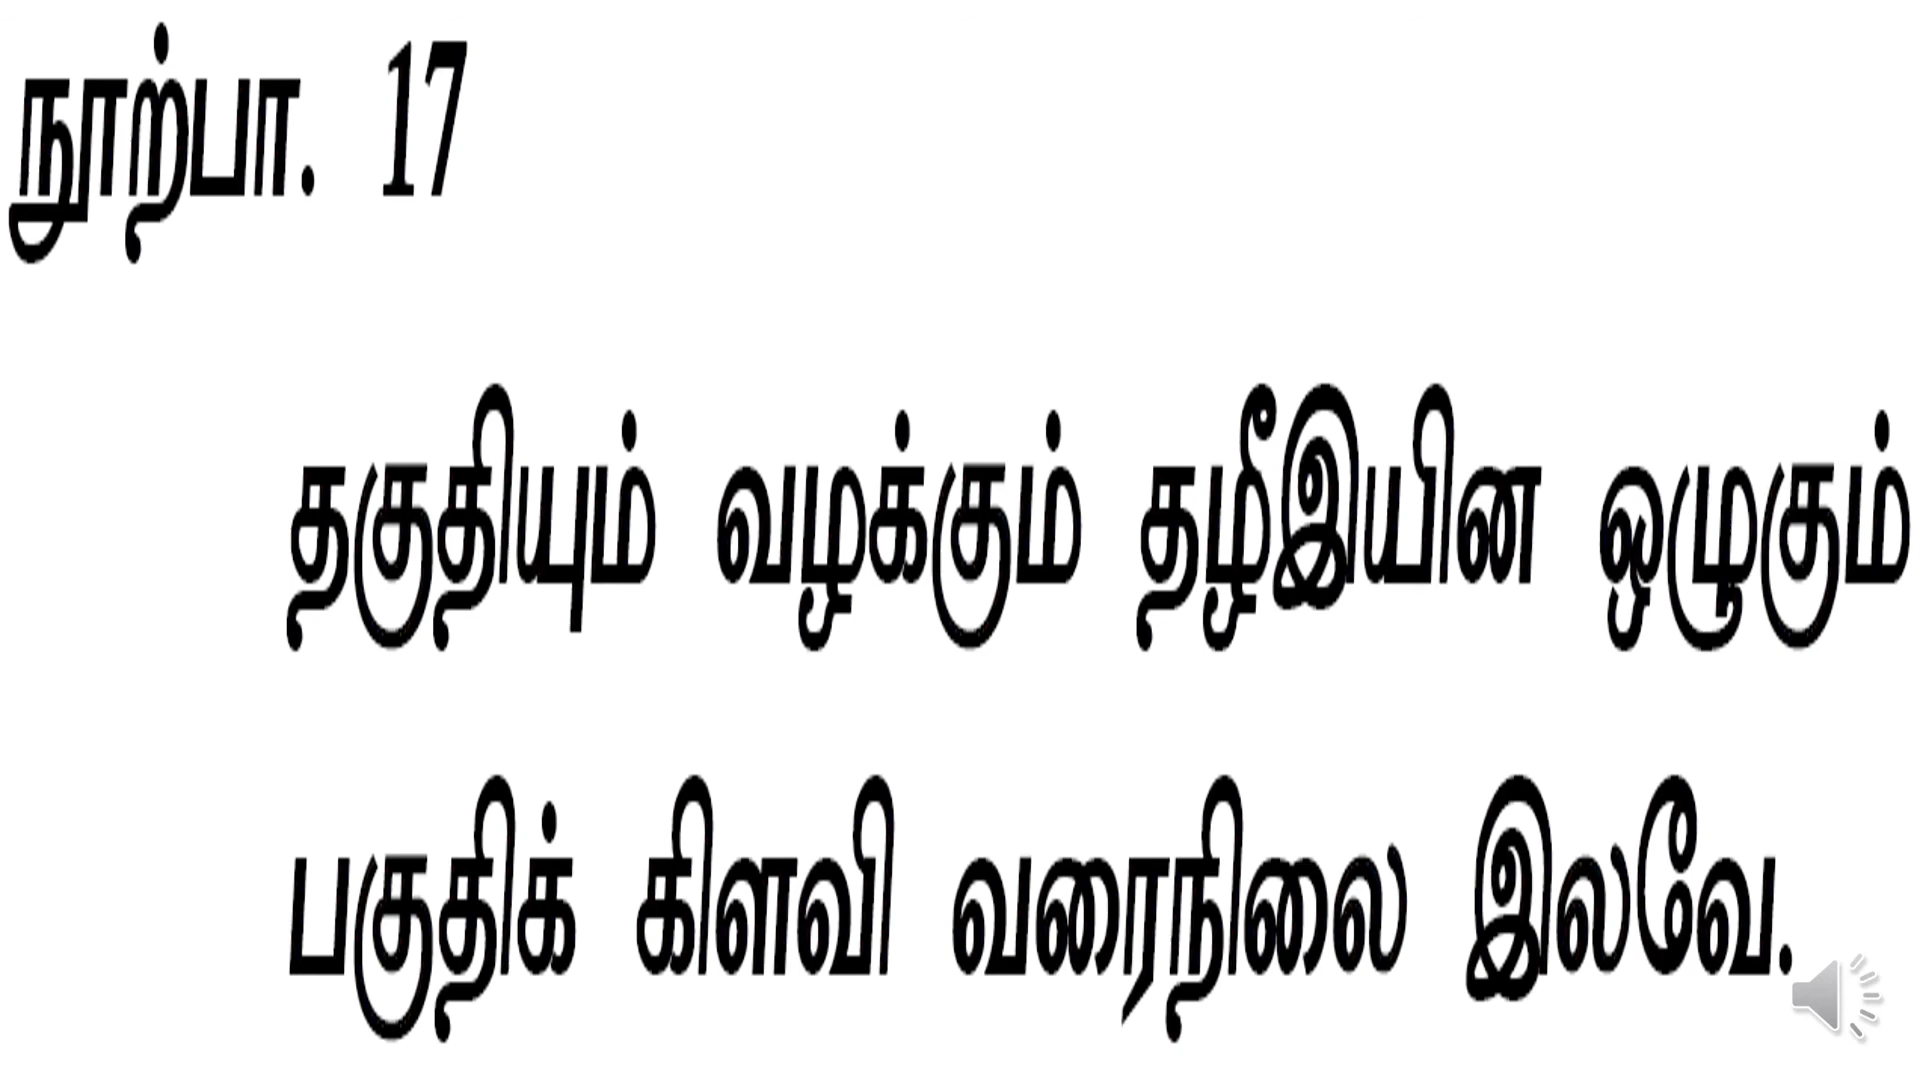 நூற்பா. 17
தகுதியும் வழக்கும் தழீஇயின ஒழுகும்
பகுதிக் கிளவி வரைநிலை இலவே.